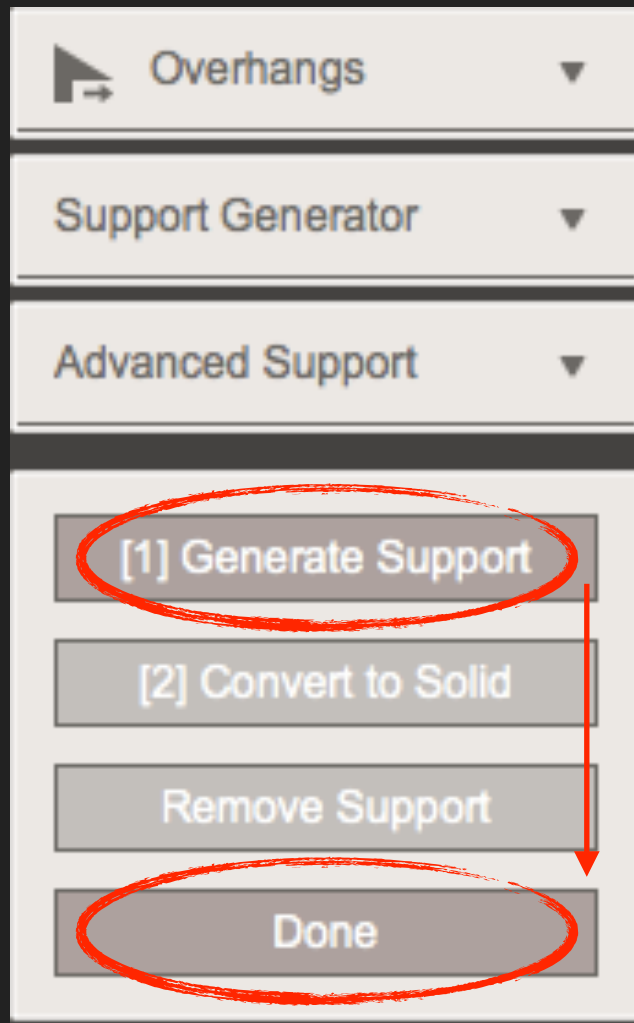 Overhangs
Support Generator
Advanced Support
[1] Generate Support
[2] Convert to Solid
Remove Support
Done